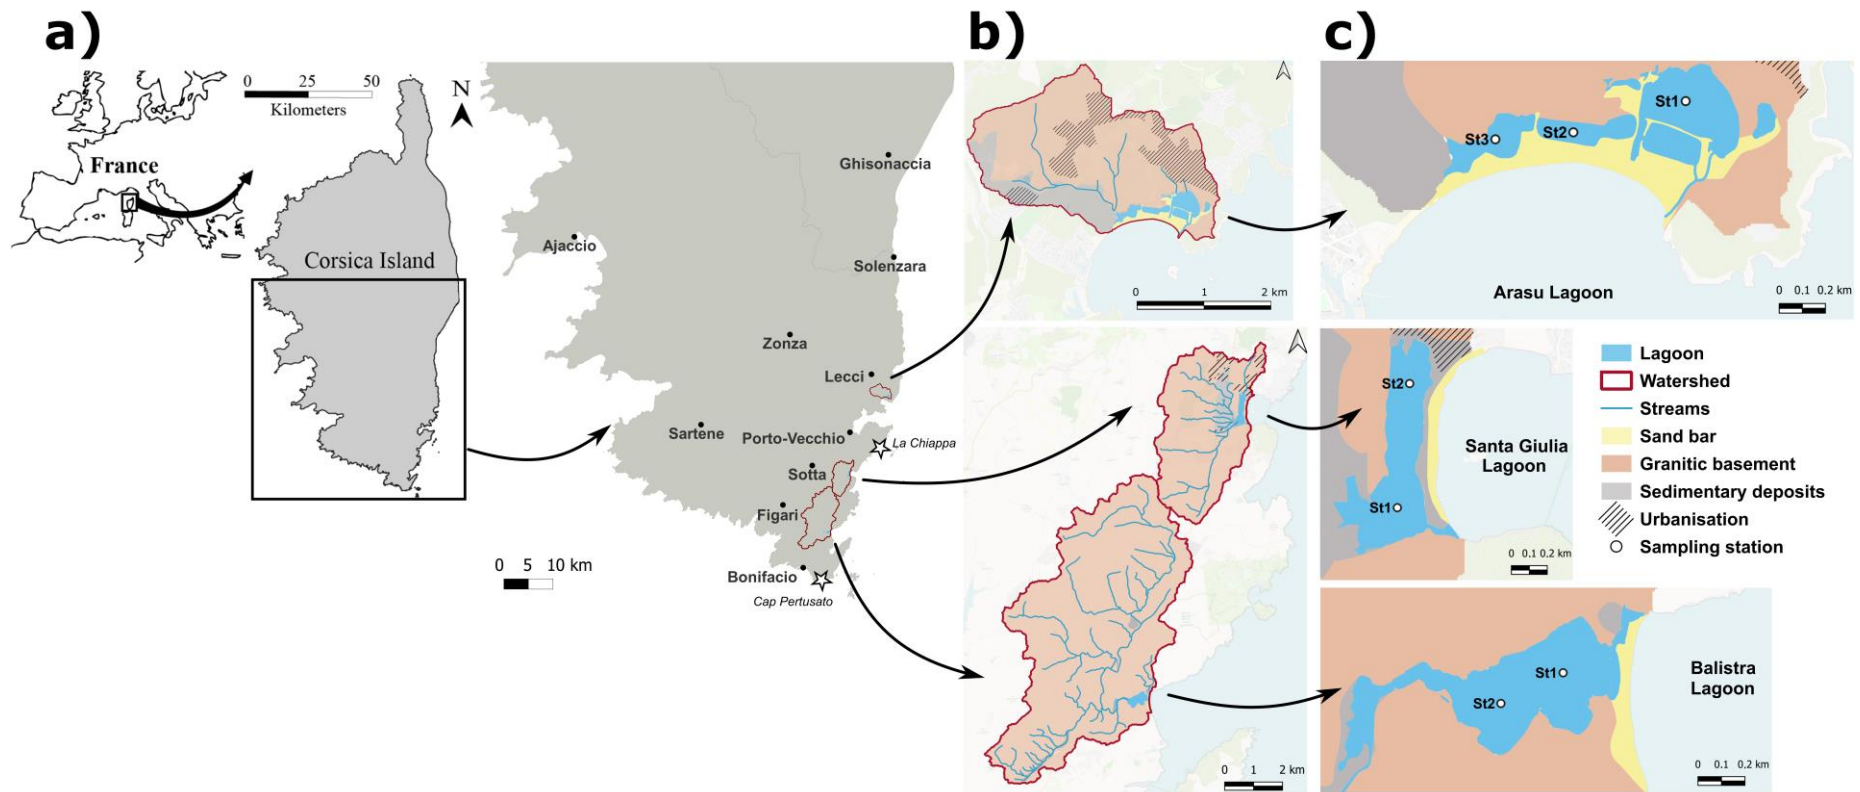 a)
b)
c)
0 25 50
Kilometers
N
France
Corsica Island
Ghisonaccia
Ajaccio
Solenzara
Zonza
Lecci
Sartene
Porto-Vecchio
La Chiappa
Sotta
Figari
Bonifacio
Cap Pertusato
0 5 10 km
0 1 2 km
0 1 2 km
St1
St2
St3
Arasu Lagoon
0 0.1 0.2 km
St2
St1
Santa Giulia
Lagoon
0 0.1 0.2 km
Lagoon
Watershed
Streams
Sand bar
Granitic basement
Sedimentary deposits
Urbanisation
Sampling station
St1
St2
Balistra
Lagoon
0 0.1 0.2 km